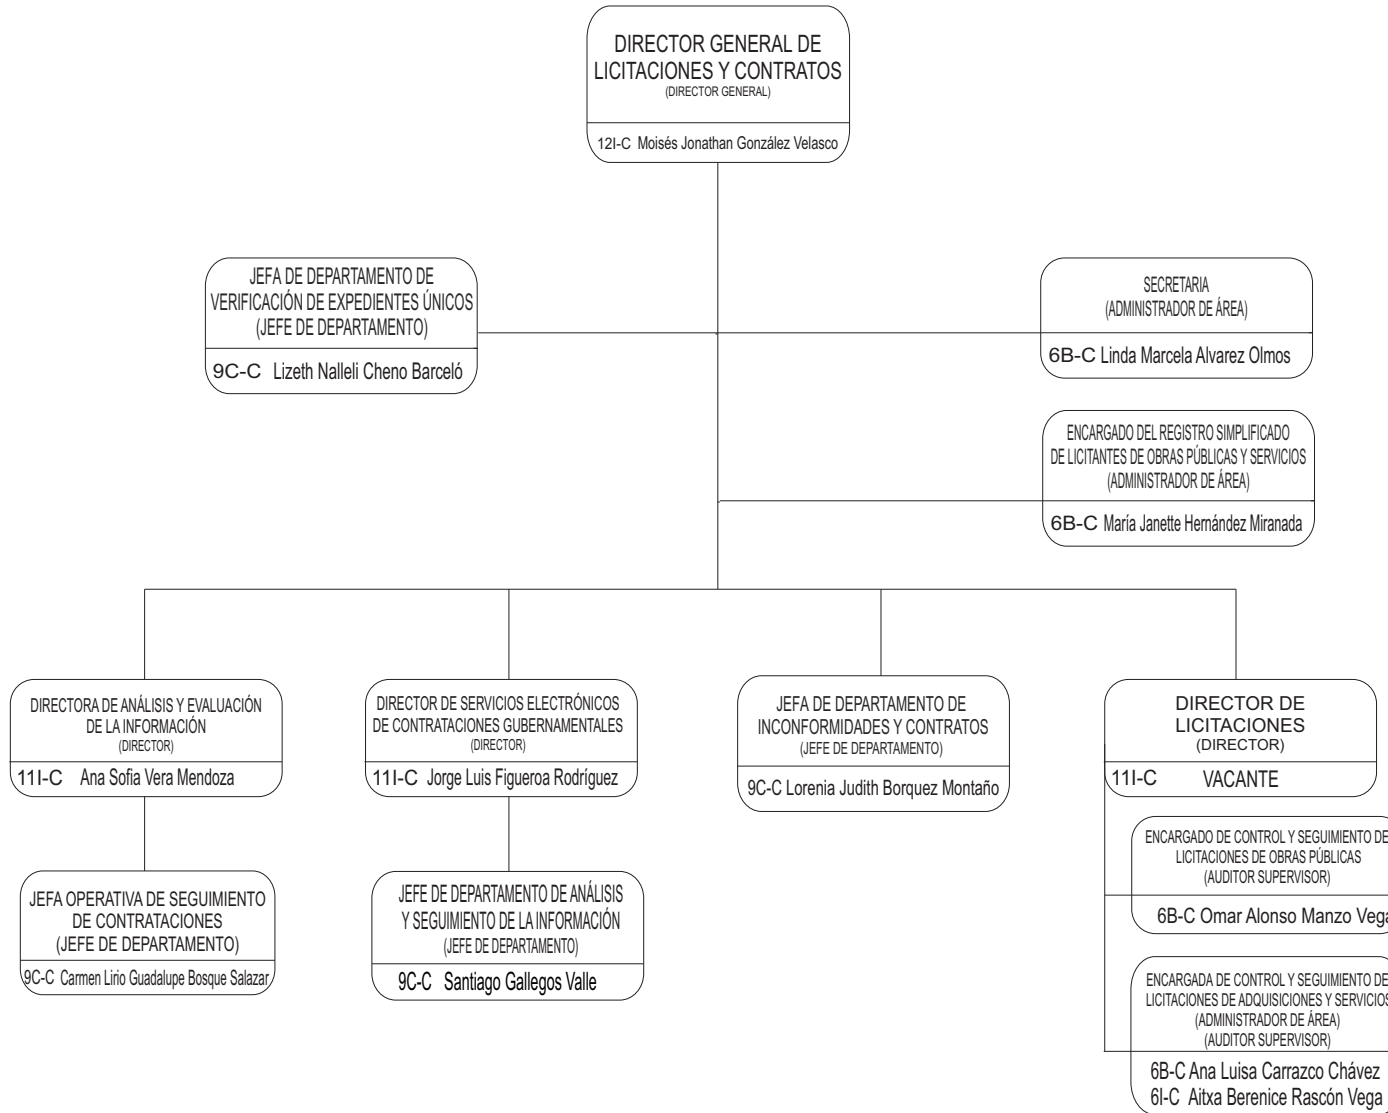 DIRECTOR GENERAL DE
LICITACIONES Y CONTRATOS
(DIRECTOR GENERAL)
12I-C Moisés Jonathan González Velasco
JEFA DE DEPARTAMENTO DE
VERIFICACIÓN DE EXPEDIENTES ÚNICOS
(JEFE DE DEPARTAMENTO)
9C-C Lizeth Nalleli Cheno Barceló
SECRETARIA
(ADMINISTRADOR DE ÁREA)
6B-C Linda Marcela Alvarez Olmos
ENCARGADO DEL REGISTRO SIMPLIFICADO
DE LICITANTES DE OBRAS PÚBLICAS Y SERVICIOS
(ADMINISTRADOR DE ÁREA)
6B-C María Janette Hernández Miranada
DIRECTORA DE ANÁLISIS Y EVALUACIÓN
DE LA INFORMACIÓN
(DIRECTOR)
11I-C Ana Sofia Vera Mendoza
DIRECTOR DE SERVICIOS ELECTRÓNICOS
DE CONTRATACIONES GUBERNAMENTALES
(DIRECTOR)
11I-C Jorge Luis Figueroa Rodríguez
JEFA DE DEPARTAMENTO DE
INCONFORMIDADES Y CONTRATOS
(JEFE DE DEPARTAMENTO)
9C-C Lorenia Judith Borquez Montaño
DIRECTOR DE
LICITACIONES
(DIRECTOR)
11I-C VACANTE
JEFA OPERATIVA DE SEGUIMIENTO
DE CONTRATACIONES
(JEFE DE DEPARTAMENTO)
9C-C Carmen Lirio Guadalupe Bosque Salazar
JEFE DE DEPARTAMENTO DE ANÁLISIS
Y SEGUIMIENTO DE LA INFORMACIÓN
(JEFE DE DEPARTAMENTO)
9C-C Santiago Gallegos Valle
ENCARGADO DE CONTROL Y SEGUIMIENTO DE
LICITACIONES DE OBRAS PÚBLICAS
(AUDITOR SUPERVISOR)
6B-C Omar Alonso Manzo Vega
ENCARGADA DE CONTROL Y SEGUIMIENTO DE
LICITACIONES DE ADQUISICIONES Y SERVICIOS
(ADMINISTRADOR DE ÁREA)
(AUDITOR SUPERVISOR)
6B-C Ana Luisa Carrazco Chávez
6I-C Aitxa Berenice Rascón Vega